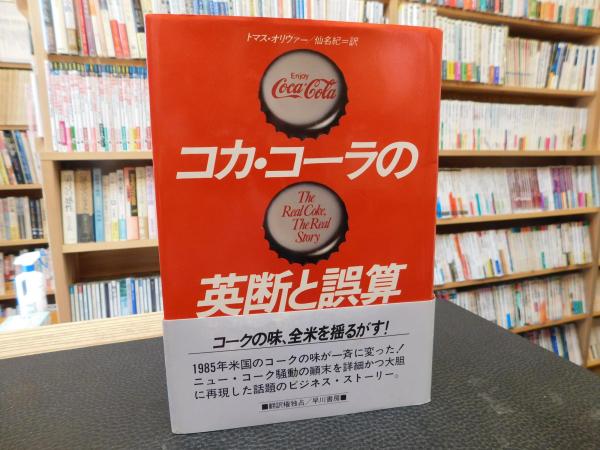 トマス・オリヴァー/仙名紀=訳
Enjoy
Coca-Cola
コカ・コーラの
The
Real Coke,
The Real
Story
英断と誤算
コークの味、全米を揺るがす!
1985年米国のコークの味が一斉に変った!
ニュー・コーク騒動の顚末を詳細かつ大胆
に再現した話題のビジネス・ストーリー。
■翻訳権独占/早川書房■